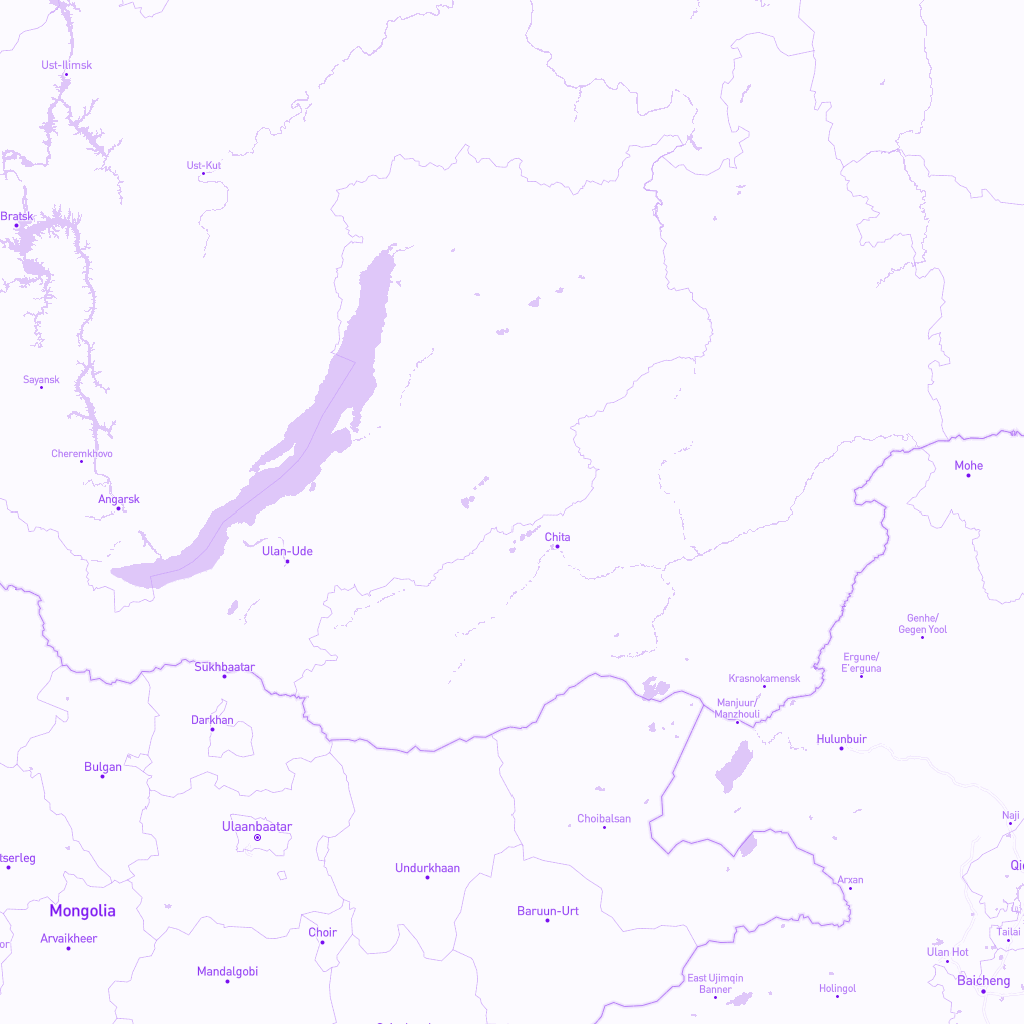 Ust-Ilimsk
Ust-Kut
Bratsk
Sayansk
Cheremkhovo
Angarsk
Mohe
Chita
Ulan-Ude
Genhe/
Gegen Yool
Ergune/
E'erguna
Sükhbaatar
Krasnokamensk
Manjuur/
Manzhouli
Darkhan
Hulunbuir
Bulgan
Naji
Choibalsan
Ulaanbaatar
tserleg
Undurkhaan
Arxan
Mongolia
Baruun-Urt
Choir
Tailai
Arvaikheer
or
Ulan Hot
Mandalgobi
East Ujimqin
Banner
Holingol
Baicheng